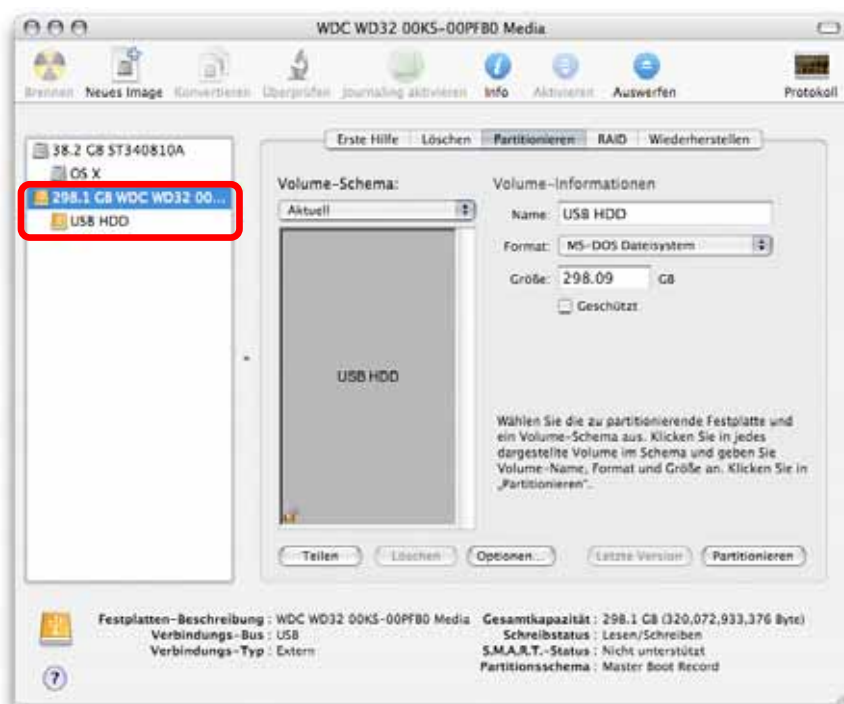 WDC WD32 00KS-00PFB0 Media
Brennen Neues Image Konvertieren Überprüfen Journaling aktivieren Info Aktivieren Auswerfen Protokoll
38.2 GB ST340810A
OS X
298.1 GB WDC WD32 00...
USB HDD
Erste Hilfe Löschen Partitionieren RAID Wiederherstellen
Volume-Schema:
Aktuell
USB HDD
Volume-Informationen
Name: USB HDD
Format: MS-DOS Dateisystem
Größe: 298.09 GB
Geschützt
Wählen Sie die zu partitionierende Festplatte und
ein Volume-Schema aus. Klicken Sie in jedes
dargestellte Volume im Schema und geben Sie
Volume-Name, Format und Größe an. Klicken Sie in
„Partitionieren“.
Teilen Löschen Optionen... Letzte Version Partitionieren
Festplatten-Beschreibung : WDC WD32 00KS-00PFB0 Media
Verbindungs-Bus : USB
Verbindungs-Typ : Extern
Gesamtkapazität : 298.1 GB (320,072,933,376 Byte)
Schreibstatus : Lesen/Schreiben
S.M.A.R.T.-Status : Nicht unterstützt
Partitionsschema : Master Boot Record
?